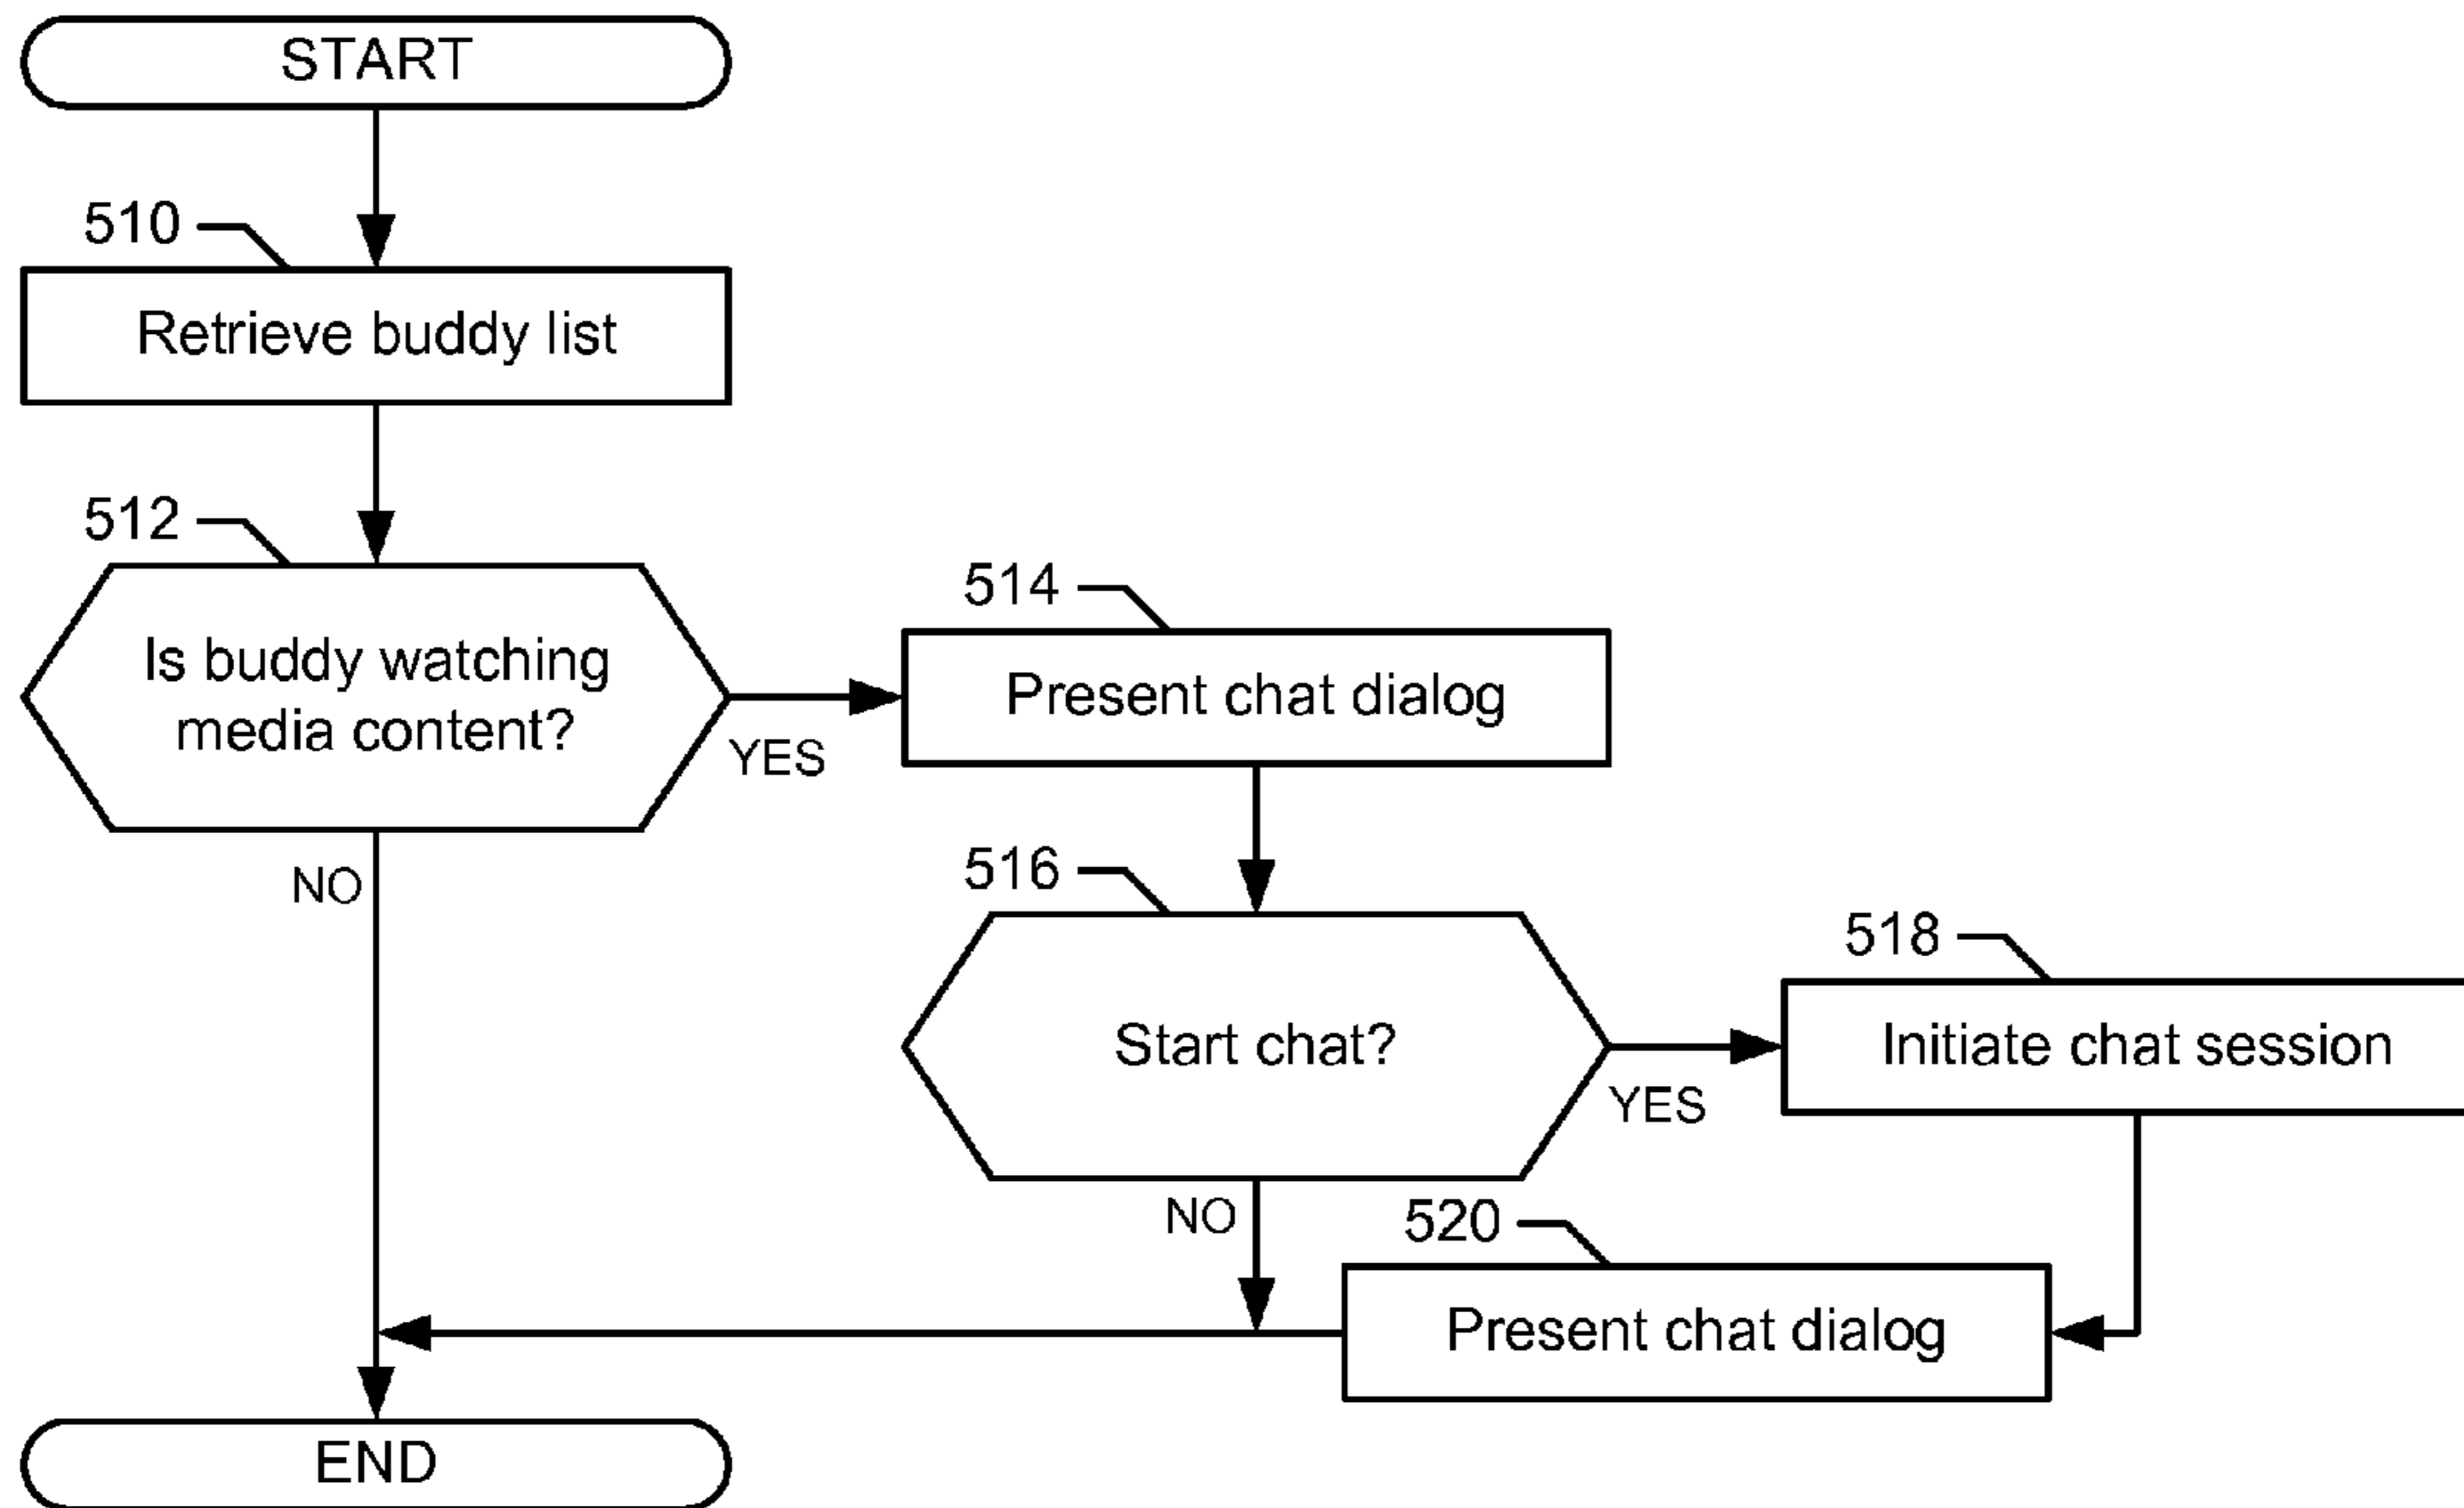 START
510
Retrieve buddy list
512
Is buddy watching
media content?
YES
NO
514
Present chat dialog
516
Start chat?
YES
NO
518
Initiate chat session
520
Present chat dialog
END